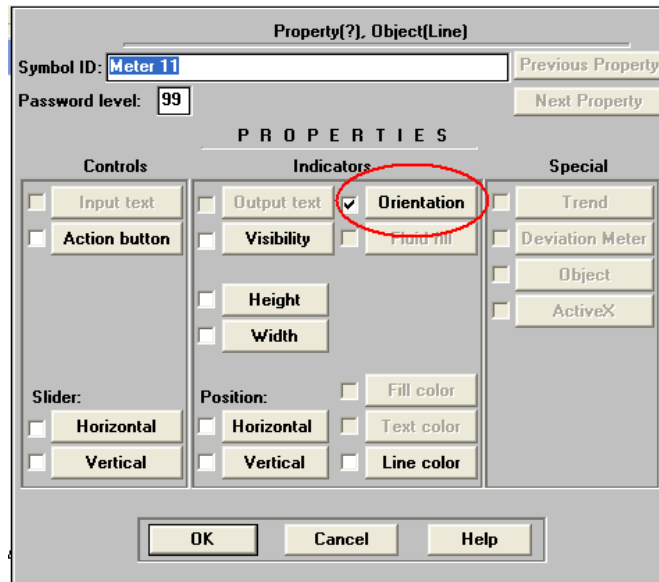 Property(?), Object(Line)
Symbol ID: Meter 11 Previous Property
Password level: 99 Next Property
P R O P E R T I E S
Controls Indicators Special
Input text Output text Orientation Trend
Action button Visibility Fluid fill Deviation Meter
Height Object
Width ActiveX
Slider: Position: Fill color
Horizontal Horizontal Text color
Vertical Vertical Line color
OK Cancel Help